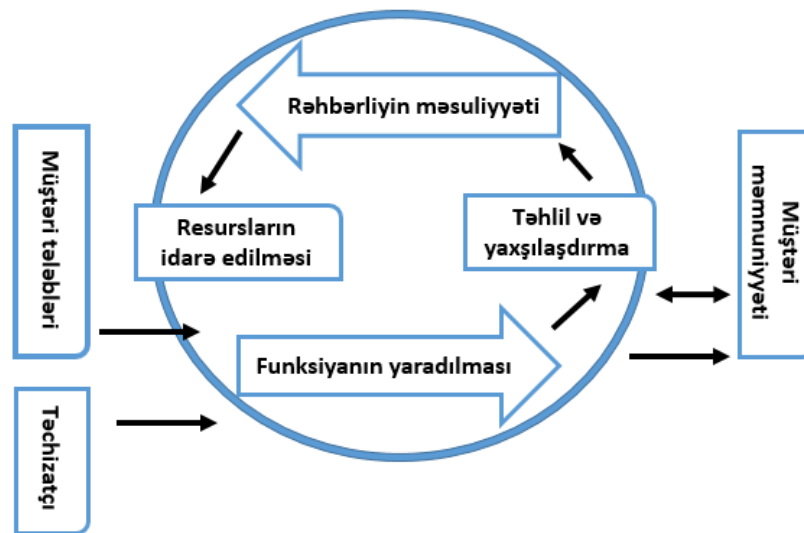 Rəhbərliyin məsuliyyəti
Müştəri tələbləri
Resursların
idarə edilməsi
Təhlil və
yaxşılaşdırma
Müştəri
məmnuniyyəti
Funksiyanın yaradılması
Təchizatçı